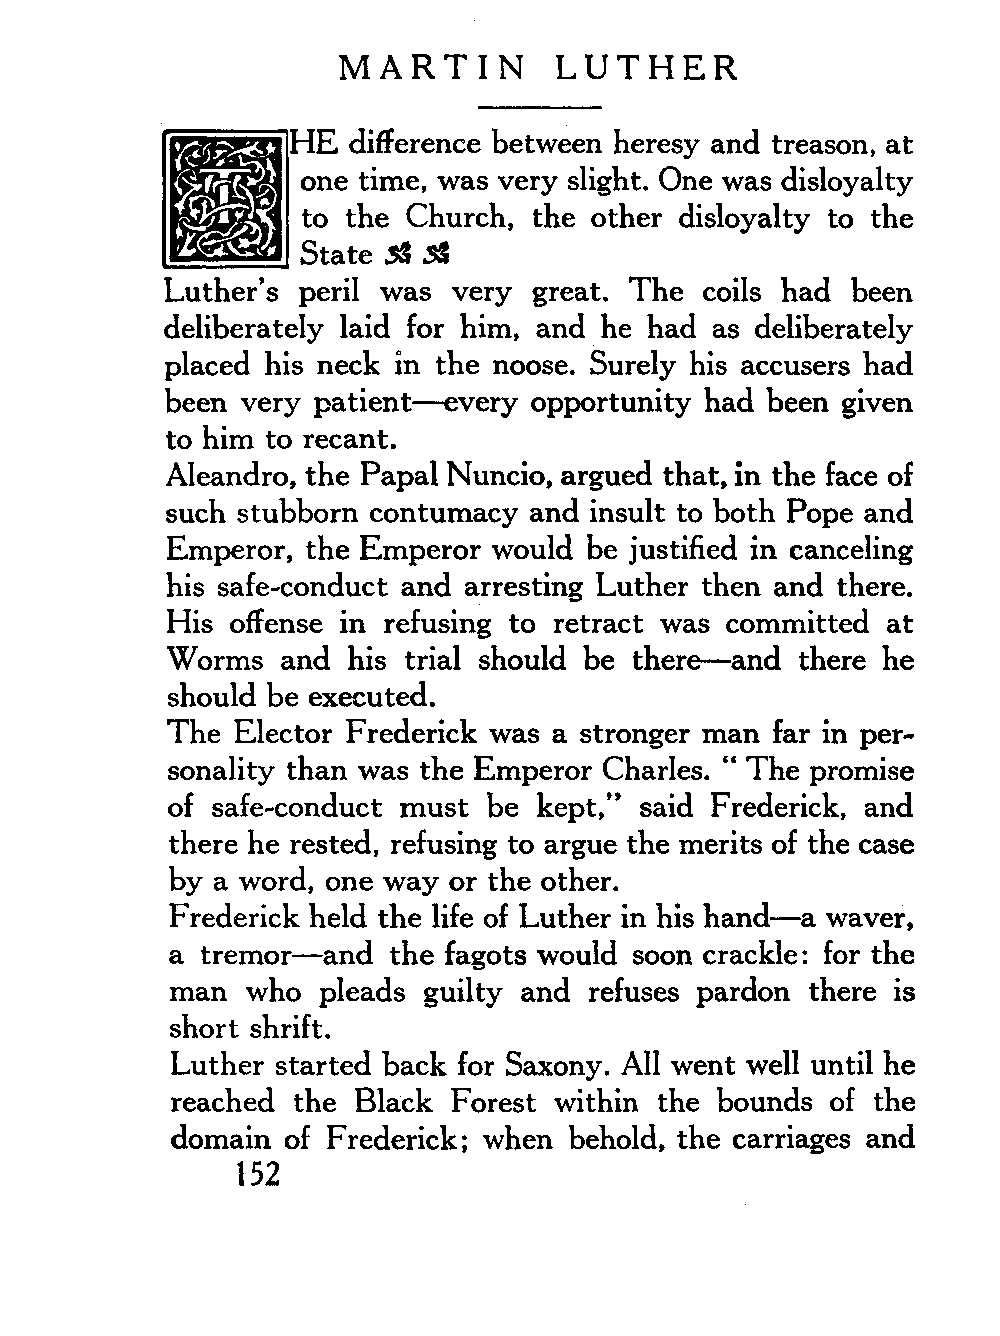 MARTIN LUTHER
THE difference between heresy and treason, at
one time, was very slight. One was disloyalty
to the Church, the other disloyalty to the
State
Luther's peril was very great. The coils had been
deliberately laid for him, and he had as deliberately
placed his neck in the noose. Surely his accusers had
been very patient—every opportunity had been given
to him to recant.
Aleandro, the Papal Nuncio, argued that, in the face of
such stubborn contumacy and insult to both Pope and
Emperor, the Emperor would be justified in canceling
his safe-conduct and arresting Luther then and there.
His offense in refusing to retract was committed at
Worms and his trial should be there—and there he
should be executed.
The Elector Frederick was a stronger man far in per-
sonality than was the Emperor Charles. “ The promise
of safe-conduct must be kept,” said Frederick, and
there he rested, refusing to argue the merits of the case
by a word, one way or the other.
Frederick held the life of Luther in his hand—a waver,
a tremor—and the fagots would soon crackle: for the
man who pleads guilty and refuses pardon there is
short shrift.
Luther started back for Saxony. All went well until he
reached the Black Forest within the bounds of the
domain of Frederick; when behold, the carriages and
152